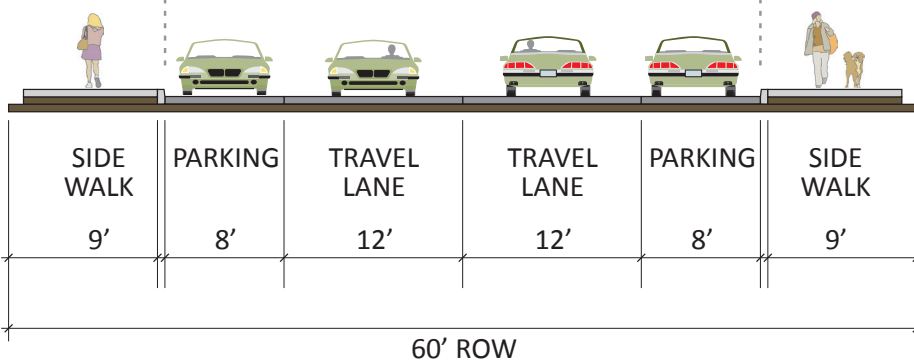 SIDE WALK
PARKING
TRAVEL LANE
TRAVEL LANE
PARKING
SIDE WALK
9’
8’
12’
12’
8’
9’
60’ ROW